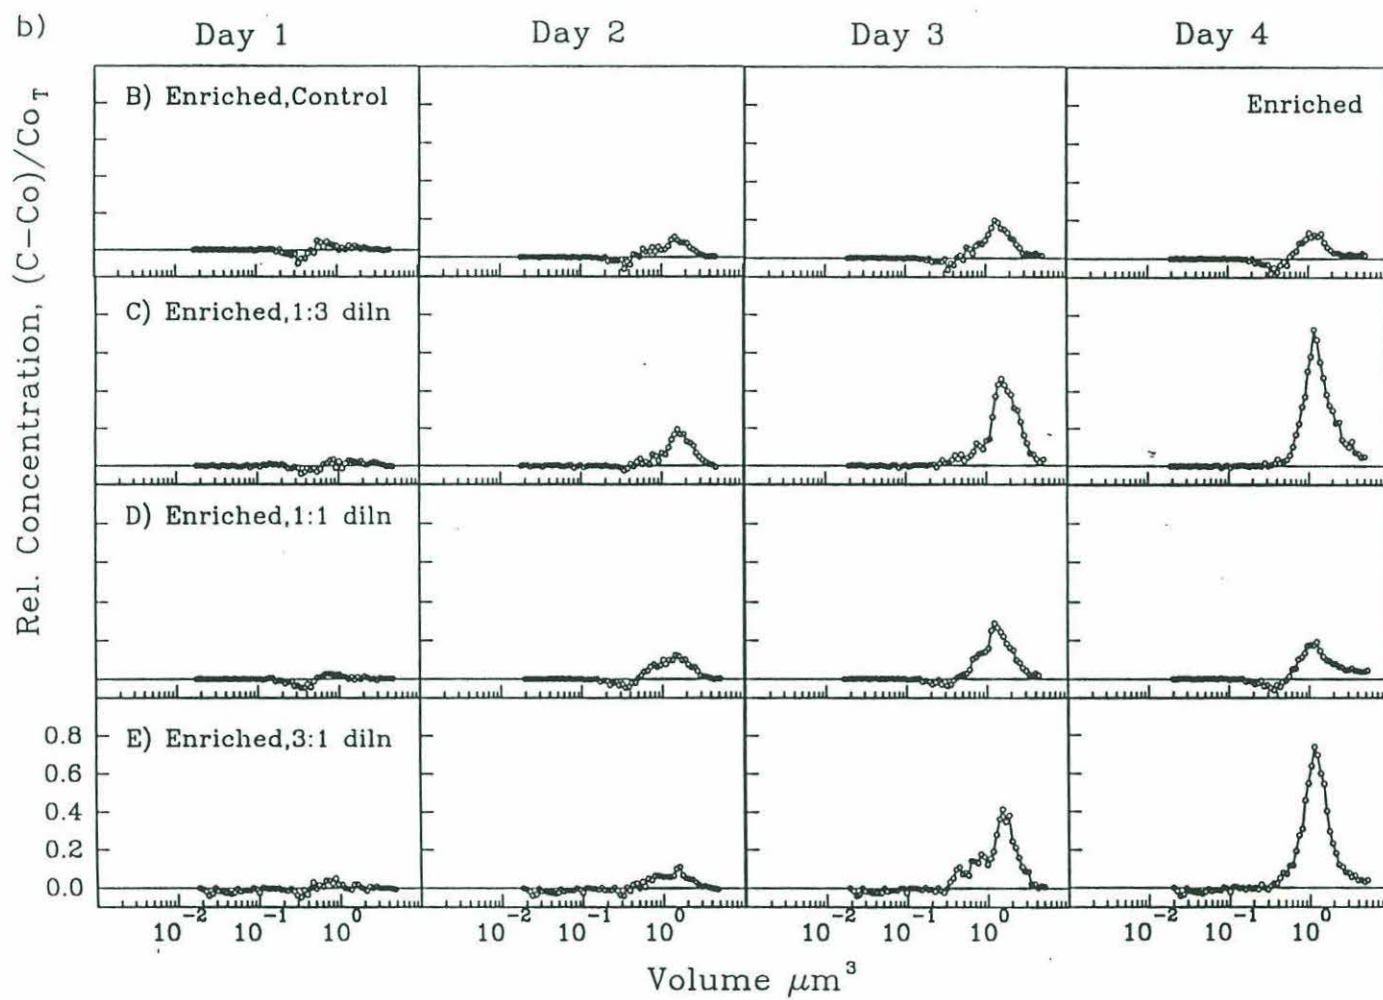 b)
Day 1 Day 2 Day 3 Day 4
Rel. Concentration, (C-Co)/Co_T
B) Enriched,Control
Enriched
C) Enriched,1:3 diln
D) Enriched,1:1 diln
E) Enriched,3:1 diln
0.8
0.6
0.4
0.2
0.0
10^-2 10^-1 10^0 10^-2 10^-1 10^0 10^-2 10^-1 10^0 10^-2 10^-1 10^0
Volume μm³